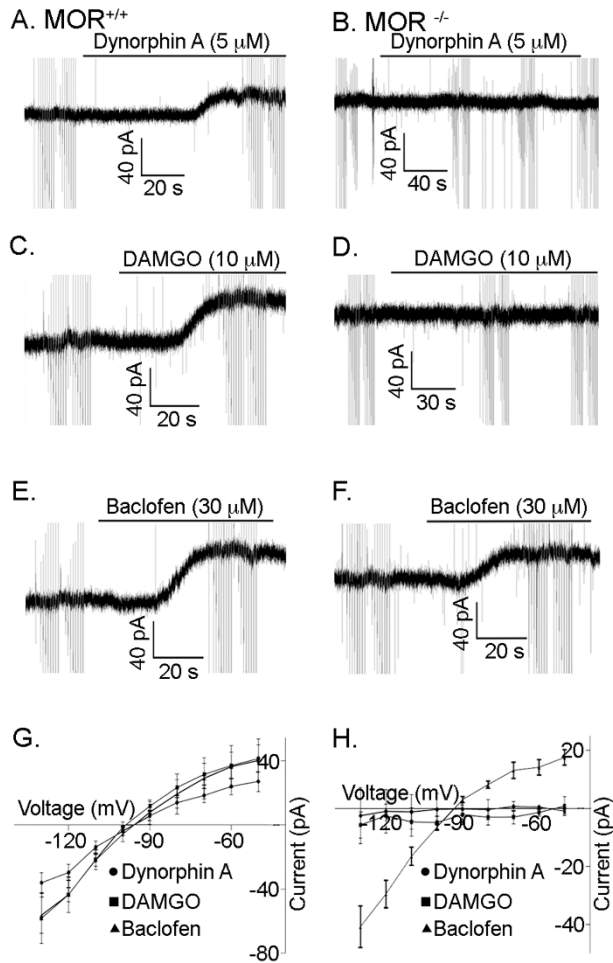 A. MOR+/+
Dynorphin A (5 µM)
40 pA
20 s
B. MOR -/-
Dynorphin A (5 µM)
40 pA
40 s
C.
DAMGO (10 µM)
40 pA
20 s
D.
DAMGO (10 µM)
40 pA
30 s
E.
Baclofen (30 µM)
40 pA
20 s
F.
Baclofen (30 µM)
40 pA
20 s
G.
Voltage (mV)
-120 -90 -60
40
-40
-80
Current (pA)
Dynorphin A
DAMGO
Baclofen
H.
Voltage (mV)
-120 -90 -60
20
-20
-40
Current (pA)
Dynorphin A
DAMGO
Baclofen